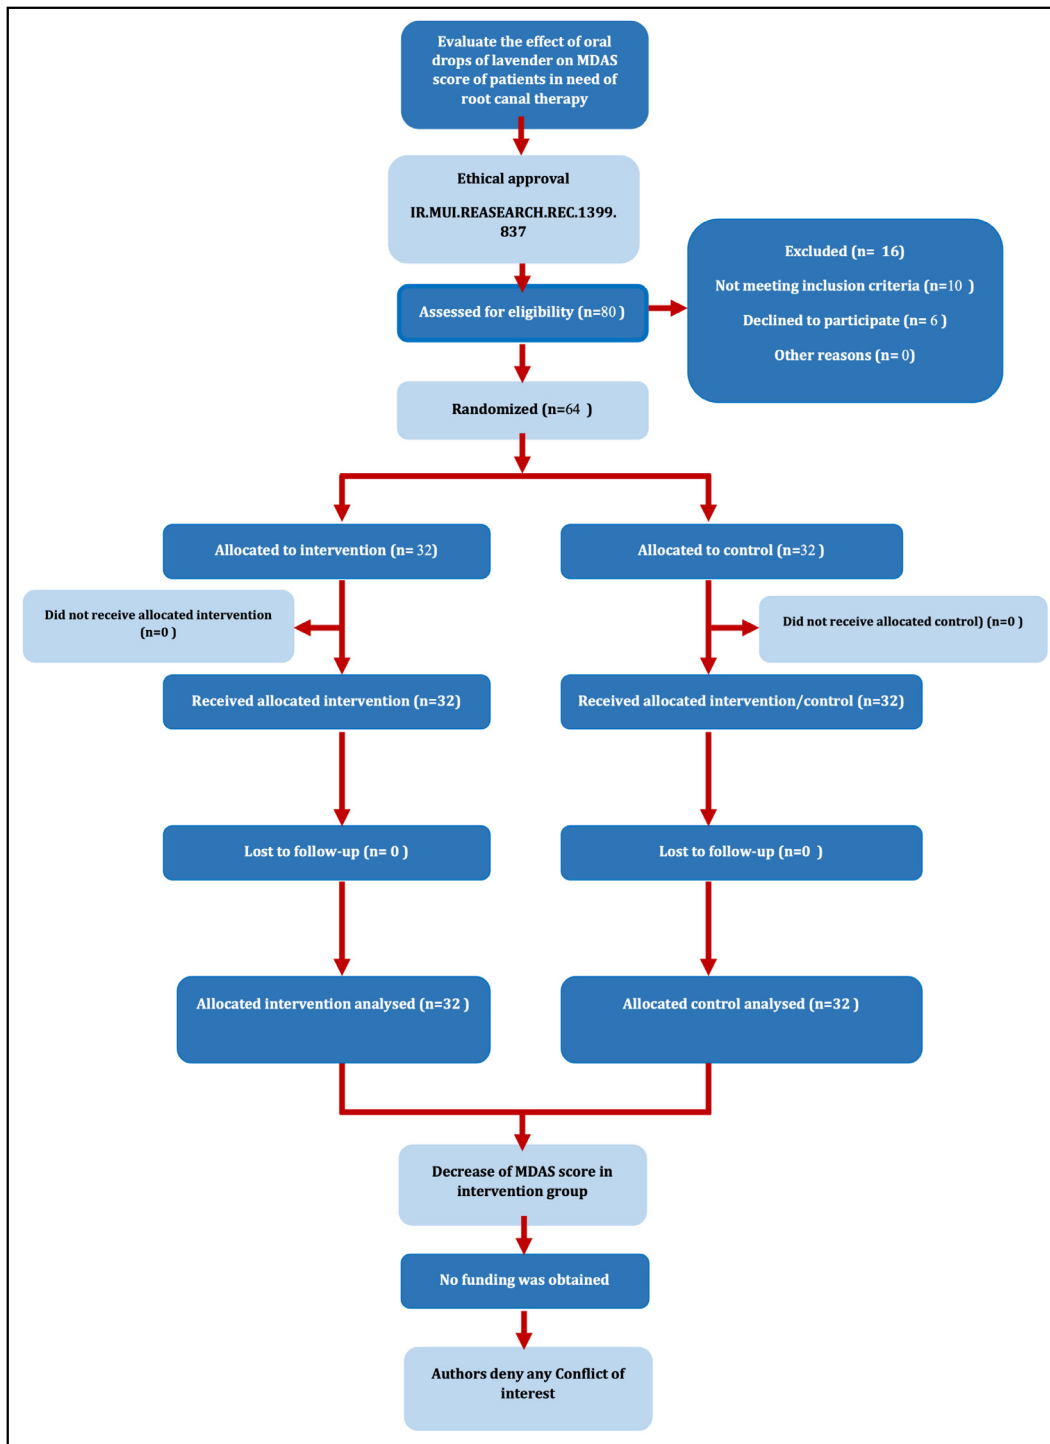 Evaluate the effect of oral
drops of lavender on MDAS
score of patients in need of
root canal therapy
Ethical approval
IR.MUI.REASEARCH.REC.1399.
837
Excluded (n= 16)
Not meeting inclusion criteria (n=10 )
Declined to participate (n= 6 )
Other reasons (n= 0)
Assessed for eligibility (n=80 )
Randomized (n=64 )
Allocated to intervention (n= 32)
Allocated to control (n=32 )
Did not receive allocated intervention
(n=0 )
Did not receive allocated control) (n=0 )
Received allocated intervention (n=32)
Received allocated intervention/control (n=32)
Lost to follow-up (n= 0 )
Lost to follow-up (n=0 )
Allocated intervention analysed (n=32 )
Allocated control analysed (n=32 )
Decrease of MDAS score in
intervention group
No funding was obtained
Authors deny any Conflict of
interest